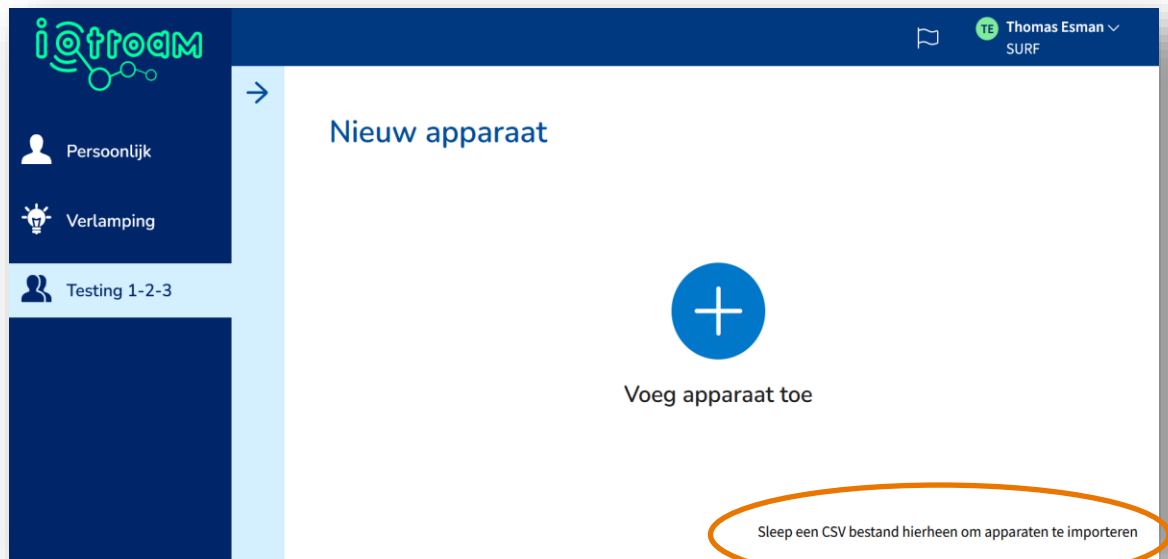 iotroam
TE
Thomas Esman
SURF
Persoonlijk
Verlamping
Testing 1-2-3
Nieuw apparaat
Voeg apparaat toe
Sleep een CSV bestand hierheen om apparaten te importeren